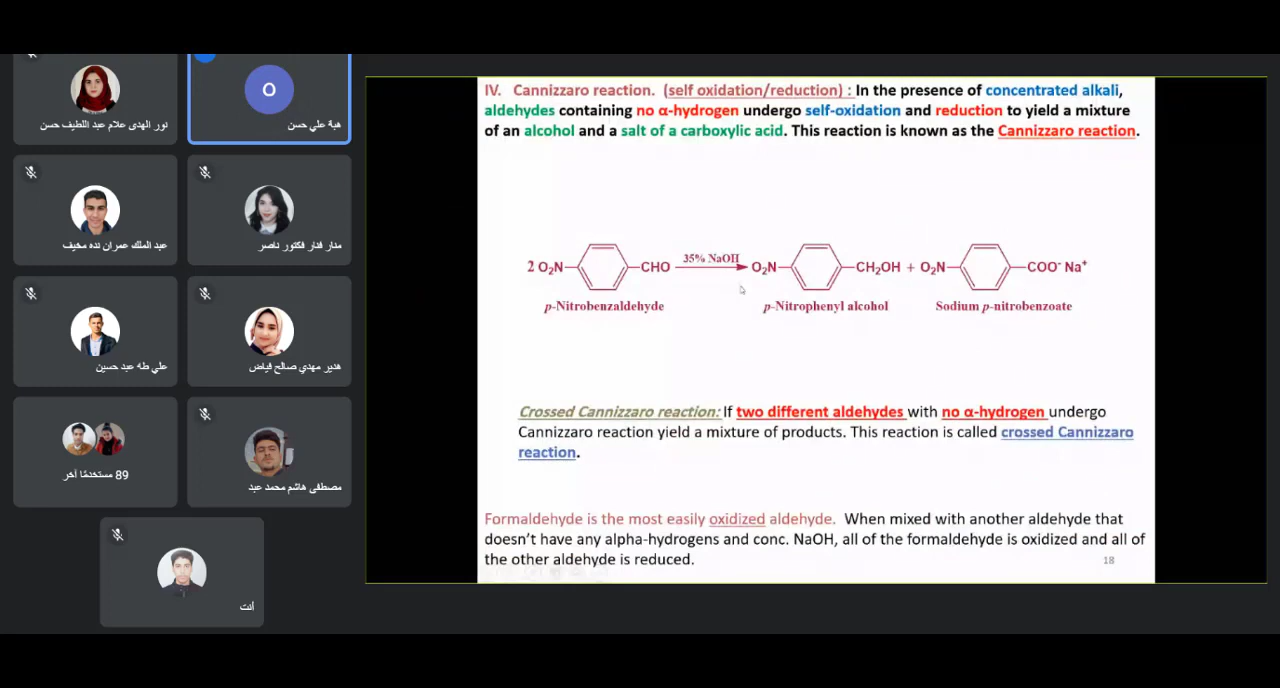 نور الهدى علام عبد اللطيف حسن
O
هبة علي حسن
عبد الملك عمران نده مخيف
منار فنار فكتور ناصر
علي طه عبد حسين
هدير مهدي صالح فياض
89 مستخدمًا آخر
مصطفى هاشم محمد عبد
أنت
IV. Cannizzaro reaction. (self oxidation/reduction) : In the presence of concentrated alkali,
aldehydes containing no α-hydrogen undergo self-oxidation and reduction to yield a mixture
of an alcohol and a salt of a carboxylic acid. This reaction is known as the Cannizzaro reaction.
2 O₂N CHO 35% NaOH O₂N CH₂OH + O₂N COO⁻ Na⁺
p-Nitrobenzaldehyde p-Nitrophenyl alcohol Sodium p-nitrobenzoate
Crossed Cannizzaro reaction: If two different aldehydes with no α-hydrogen undergo
Cannizzaro reaction yield a mixture of products. This reaction is called crossed Cannizzaro
reaction.
Formaldehyde is the most easily oxidized aldehyde. When mixed with another aldehyde that
doesn't have any alpha-hydrogens and conc. NaOH, all of the formaldehyde is oxidized and all of
the other aldehyde is reduced.
18